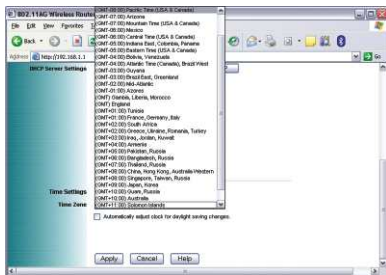 802.11AG Wireless Router
File Edit View Favorites
Back
Address http://192.168.1.1 Go
DHCP Server Settings
(GMT-08:00) Pacific Time (USA & Canada)
(GMT-07:00) Arizona
(GMT-07:00) Mountain Time (USA & Canada)
(GMT-06:00) Mexico
(GMT-06:00) Central Time (USA & Canada)
(GMT-05:00) Indiana East, Colombia, Panama
(GMT-05:00) Eastern Time (USA & Canada)
(GMT-04:00) Bolivia, Venezuela
(GMT-04:00) Atlantic Time (Canada), Brazil West
(GMT-03:00) Guyana
(GMT-03:00) Brazil East, Greenland
(GMT-02:00) Mid-Atlantic
(GMT-01:00) Azores
(GMT) Gambia, Liberia, Morocco
(GMT) England
(GMT+01:00) Tunisia
(GMT+01:00) France, Germany, Italy
(GMT+02:00) South Africa
(GMT+02:00) Greece, Ukraine, Romania, Turkey
(GMT+03:00) Iraq, Jordan, Kuwait
(GMT+04:00) Armenia
(GMT+05:00) Pakistan, Russia
(GMT+06:00) Bangladesh, Russia
(GMT+07:00) Thailand, Russia
(GMT+08:00) China, Hong Kong, Australia Western
(GMT+08:00) Singapore, Taiwan, Russia
(GMT+09:00) Japan, Korea
(GMT+10:00) Guam, Russia
(GMT+10:00) Australia
(GMT+11:00) Solomon Islands
Time Settings
Time Zone
Automatically adjust clock for daylight saving changes.
Apply Cancel Help